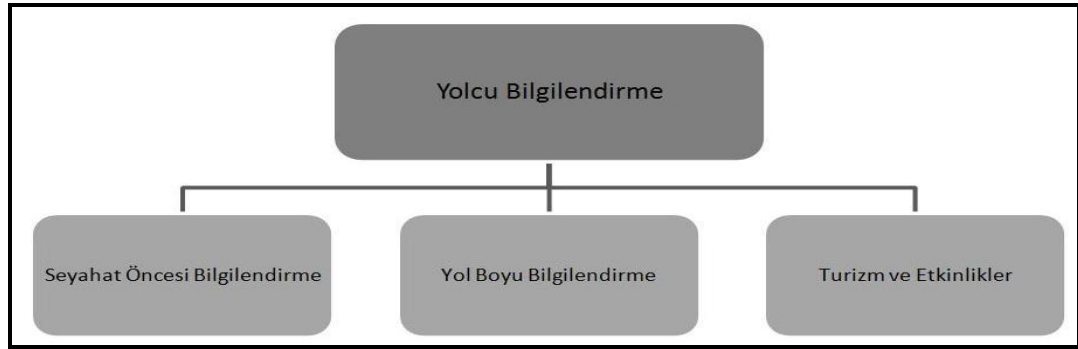 Yolcu Bilgilendirme
Seyahat Öncesi Bilgilendirme
Yol Boyu Bilgilendirme
Turizm ve Etkinlikler